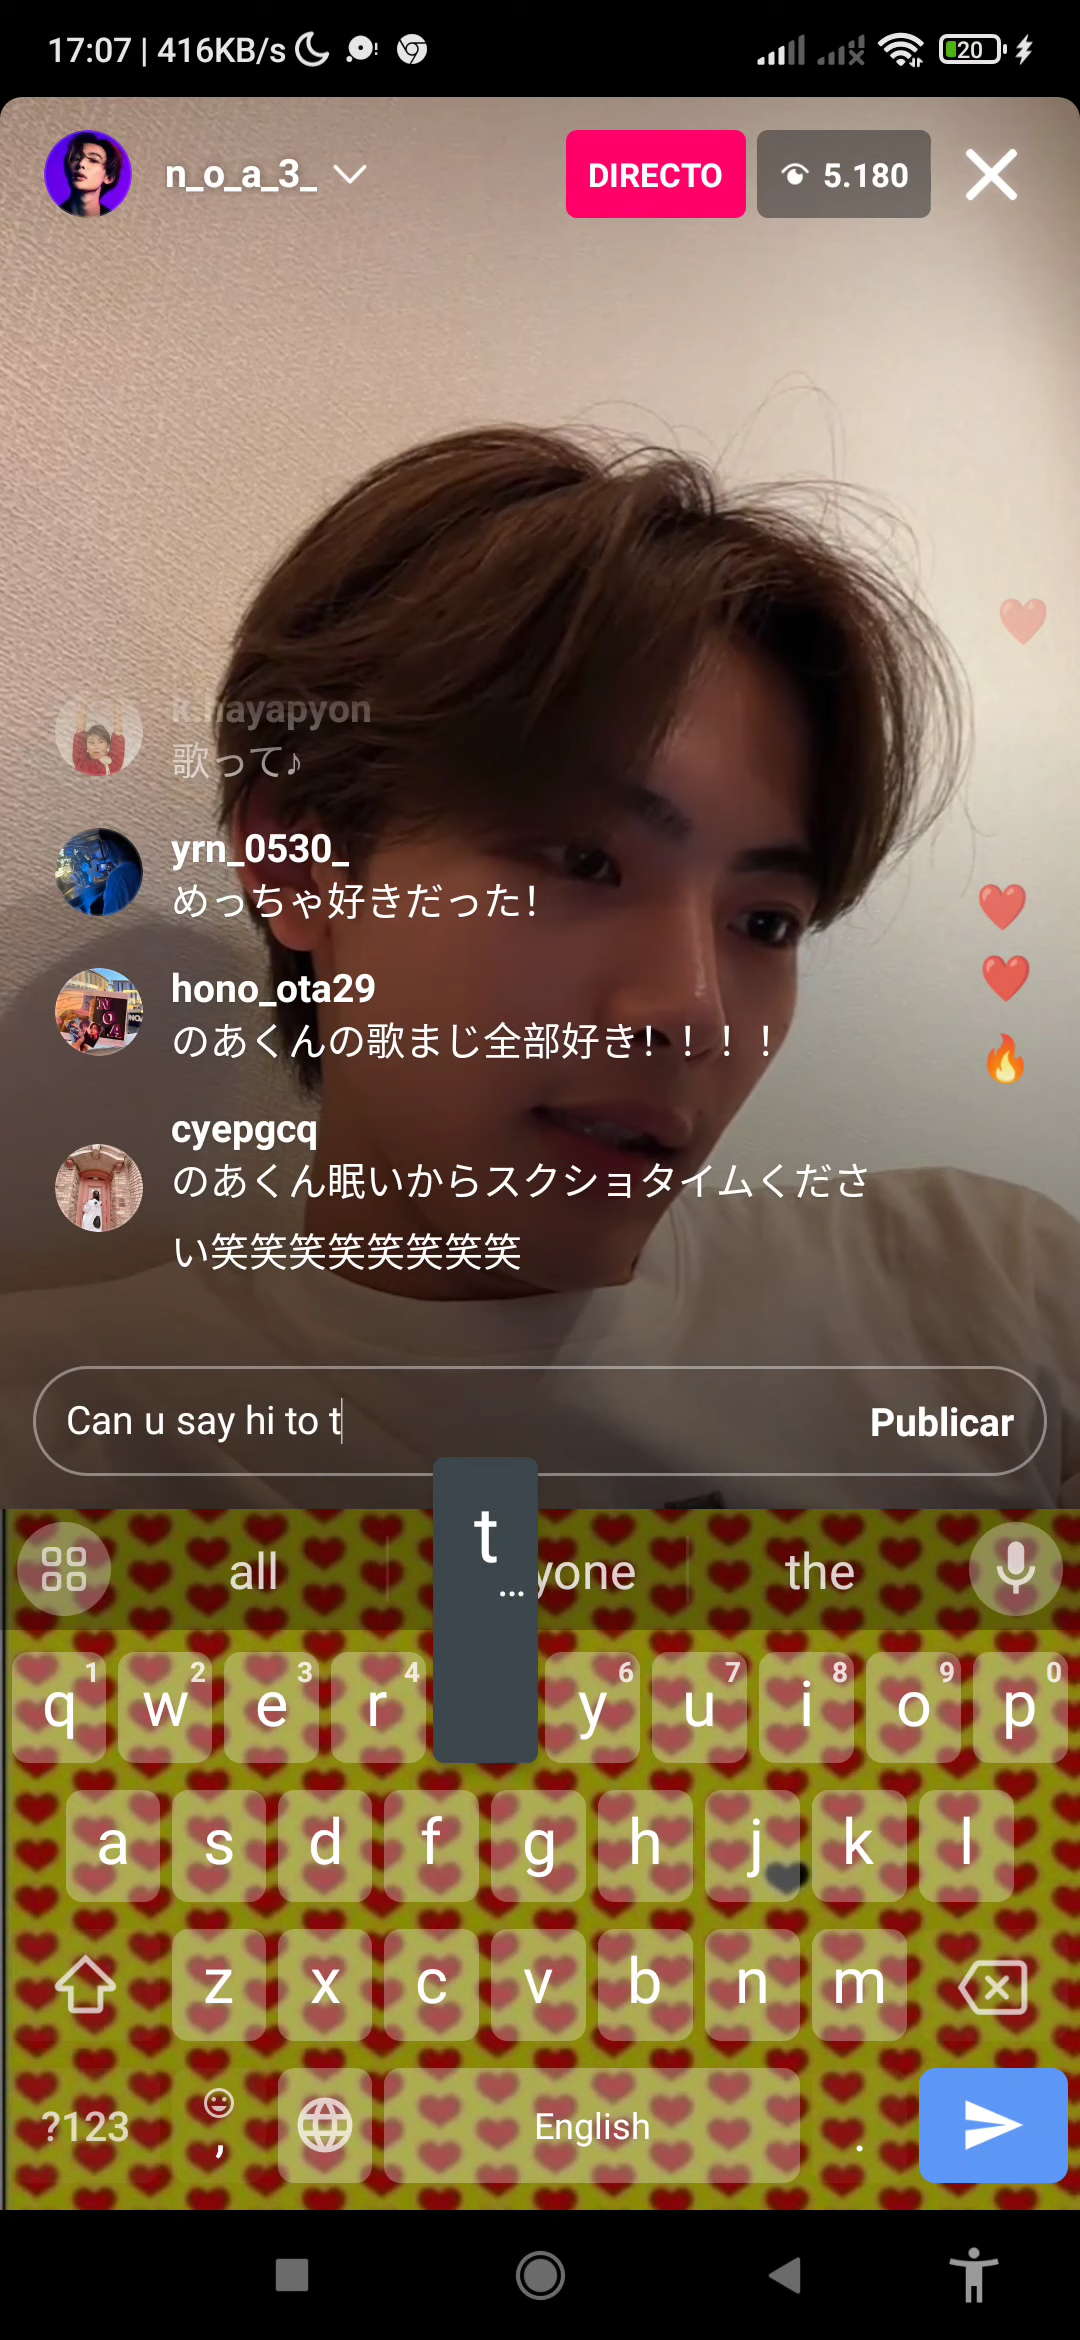 17:07 | 416KB/s 20
n_o_a_3_ DIRECTO 5.180
k.hayapyon
歌って♪
yrn_0530_
めっちゃ好きだった！
hono_ota29
のあくんの歌まじ全部好き！！！！
cyepgcq
のあくん眠いからスクショタイムくださ
い笑笑笑笑笑笑笑笑
Can u say hi to t Publicar
t
...
all yone the
1 2 3 4 6 7 8 9 0
q w e r y u i o p
a s d f g h j k l
z x c v b n m
?123 , English .